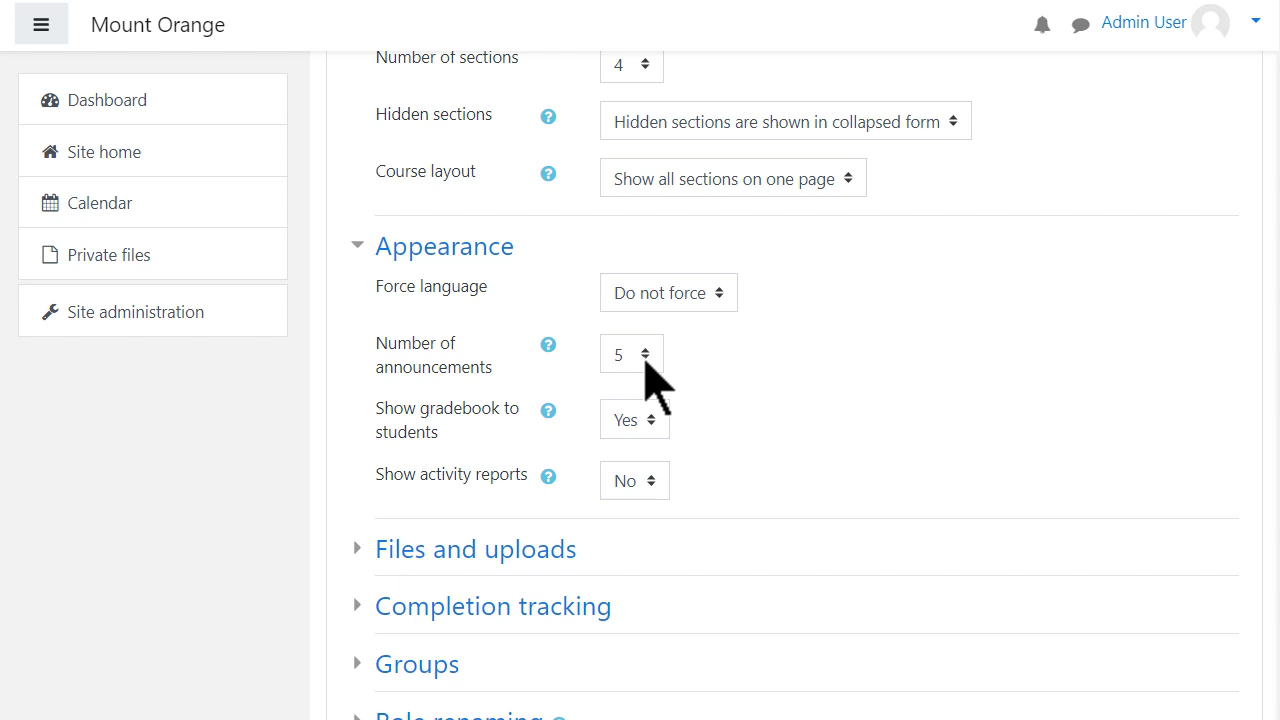 Mount Orange
Admin User
Dashboard
Site home
Calendar
Private files
Site administration
Number of sections
4
Hidden sections
?
Hidden sections are shown in collapsed form
Course layout
?
Show all sections on one page
Appearance
Force language
Do not force
Number of
announcements
?
5
Show gradebook to
students
?
Yes
Show activity reports
?
No
Files and uploads
Completion tracking
Groups
Role renaming